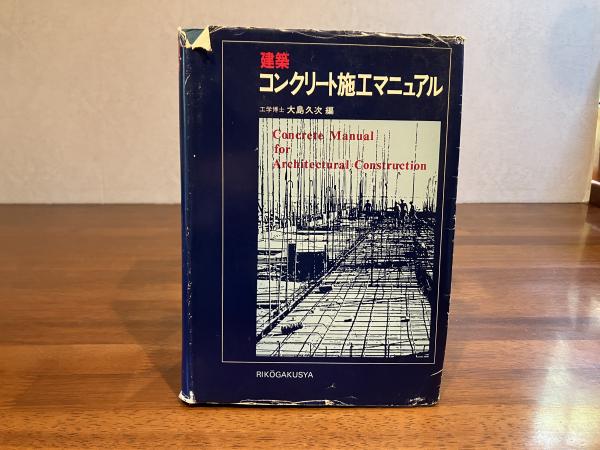 建築
コンクリート施工マニュアル
工学博士 大島久次 編
Concrete Manual
for
Architectural Construction
RIKŌGAKUSYA